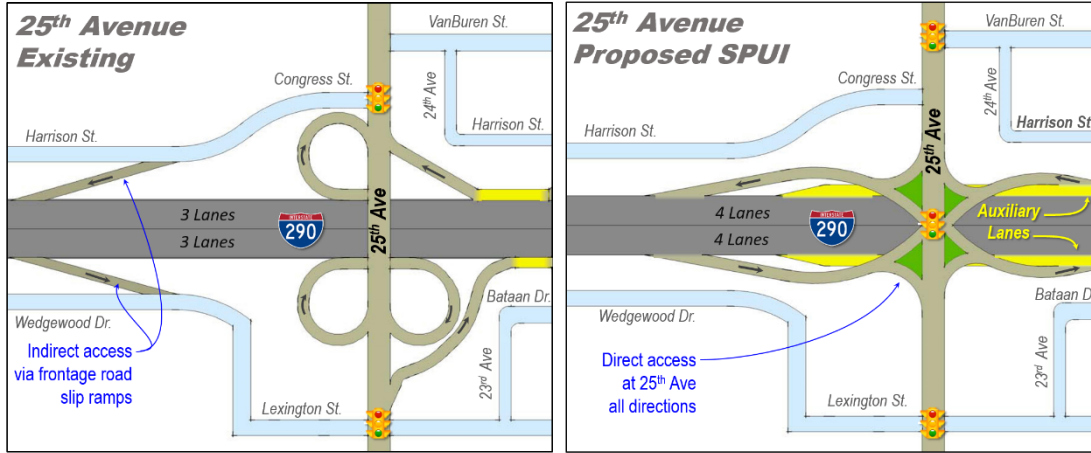 25th Avenue
Existing
VanBuren St.
Congress St.
24th Ave
Harrison St.
Harrison St.
3 Lanes
INTERSTATE
290
3 Lanes
25th Ave
Wedgewood Dr.
Bataan Dr.
Indirect access
via frontage road
slip ramps
23rd Ave
Lexington St.
25th Avenue
Proposed SPUI
VanBuren St.
Congress St.
24th Ave
Harrison St.
Harrison St
25th Ave
4 Lanes
INTERSTATE
290
4 Lanes
Auxiliary
Lanes
Wedgewood Dr.
Bataan D
Direct access
at 25th Ave
all directions
23rd Ave
Lexington St.